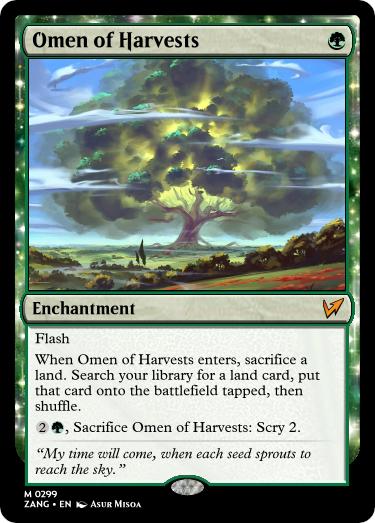 Omen of Harvests
Enchantment
Flash
When Omen of Harvests enters, sacrifice a
land. Search your library for a land card, put
that card onto the battlefield tapped, then
shuffle.
2, Sacrifice Omen of Harvests: Scry 2.
“My time will come, when each seed sprouts to
reach the sky.”
M 0299
ZANG • EN Asur Misoa